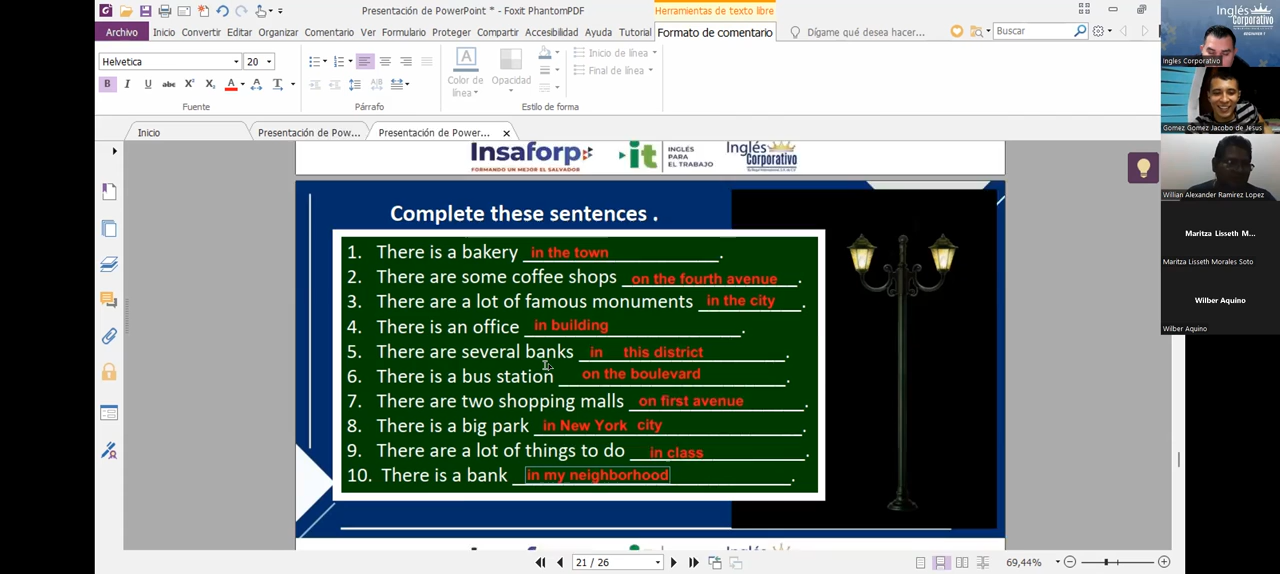 Presentación de PowerPoint * - Foxit PhantomPDF
Herramientas de texto libre
Archivo Inicio Convertir Editar Organizar Comentario Ver Formulario Proteger Compartir Accesibilidad Ayuda Tutorial Formato de comentario Dígame qué desea hacer... Buscar
Helvetica 20
Color de línea Opacidad
Inicio de línea
Final de línea
Fuente Párrafo Estilo de forma
Inicio Presentación de Pow... Presentación de Power...
Insaforp
FORMANDO UN MEJOR EL SALVADOR
it INGLÉS PARA EL TRABAJO
Inglés Corporativo
Complete these sentences .
1. There is a bakery in the town.
2. There are some coffee shops on the fourth avenue.
3. There are a lot of famous monuments in the city.
4. There is an office in building.
5. There are several banks in this district.
6. There is a bus station on the boulevard.
7. There are two shopping malls on first avenue.
8. There is a big park in New York city.
9. There are a lot of things to do in class.
10. There is a bank in my neighborhood.
21 / 26
69,44%
Inglés Corporativo
Ingles Corporativo
Gomez Gomez Jacobo de Jesus
Willian Alexander Ramirez Lopez
Maritza Lisseth M...
Maritza Lisseth Morales Soto
Wilber Aquino
Wilber Aquino